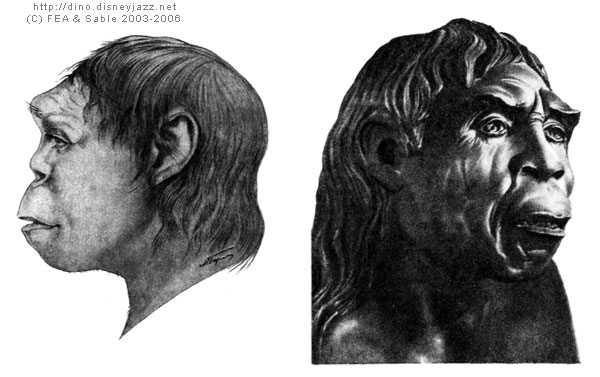 http://dino.disneyjazz.net
(C) FEA & Sable 2003-2006